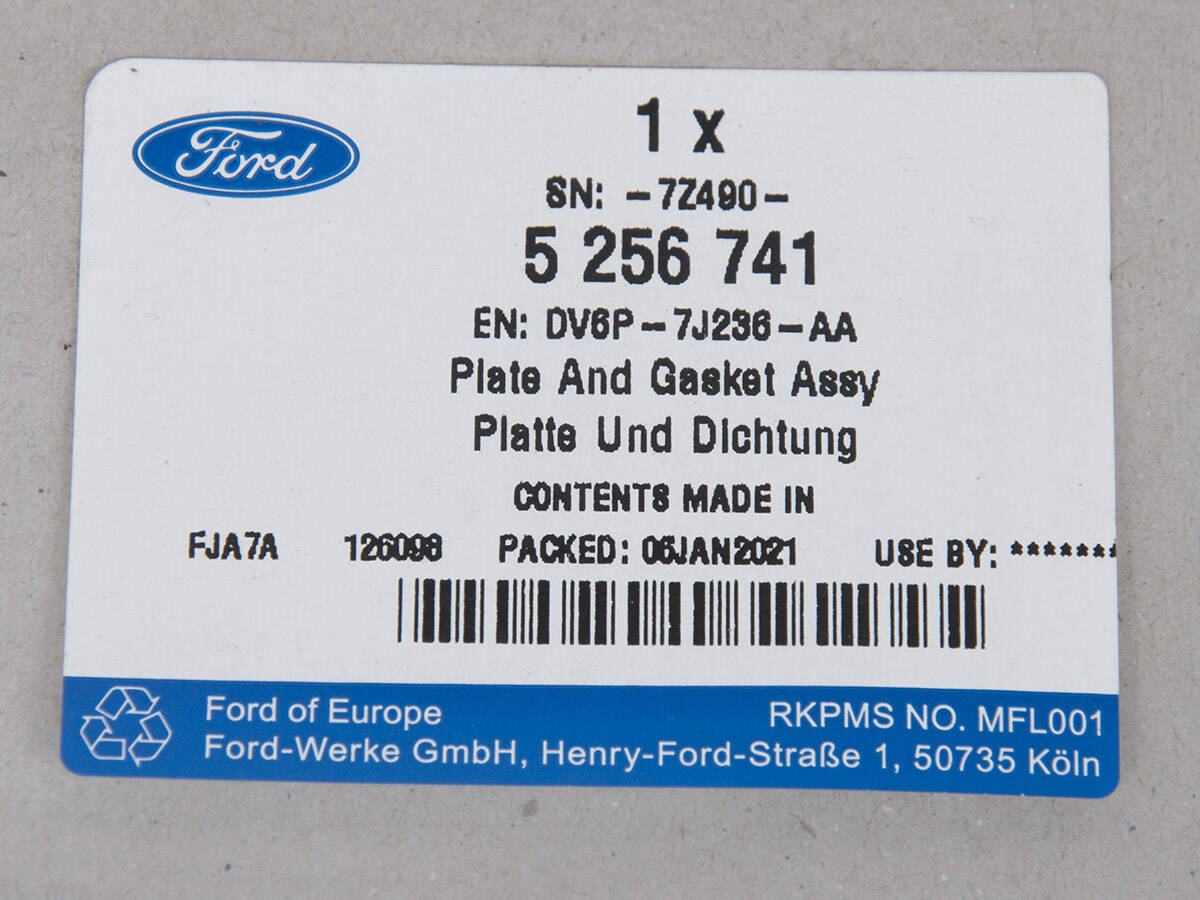 Ford
1 x
SN: -7Z490-
5 256 741
EN: DV6P-7J236-AA
Plate And Gasket Assy
Platte Und Dichtung
CONTENTS MADE IN
FJA7A 126098 PACKED: 06JAN2021 USE BY: *******
Ford of Europe RKPMS NO. MFL001
Ford-Werke GmbH, Henry-Ford-Straße 1, 50735 Köln